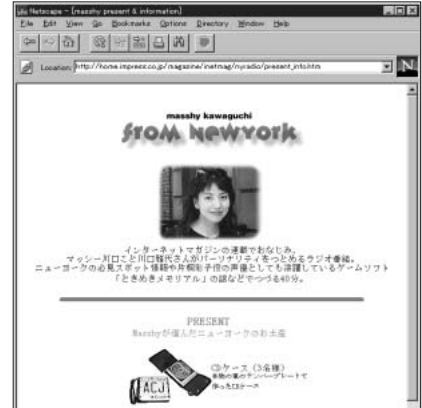 Netscape - [masshy present & information]
File Edit View Go Bookmarks Options Directory Window Help
Location: http://home.impress.co.jp/magazine/inetmag/nyradio/present_info.htm
N
masshy kawaguchi
from Newyork
インターネットマガジンの連載でおなじみ、
マッシー川口こと川口雅代さんがパーソナリティをつとめるラジオ番組。
ニューヨークの必見スポット情報や片桐彩子役の声優としても活躍しているゲームソフト
「ときめきメモリアル」の話などでつづる40分。
PRESENT
Masshyが選んだニューヨークのお土産
CDケース（3名様）
本物の車のナンバープレートで
作ったCDケース
ACJ